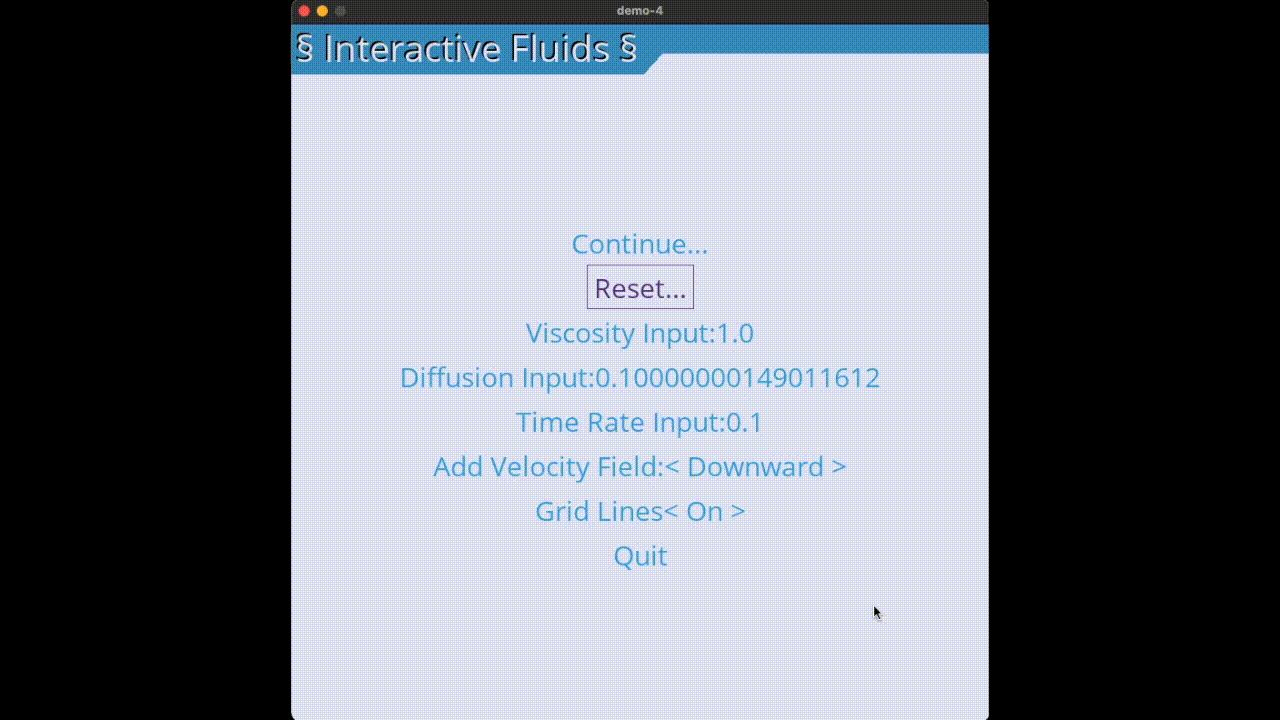 demo-4
§ Interactive Fluids §
Continue...
Reset...
Viscosity Input:1.0
Diffusion Input:0.10000000149011612
Time Rate Input:0.1
Add Velocity Field:< Downward >
Grid Lines< On >
Quit